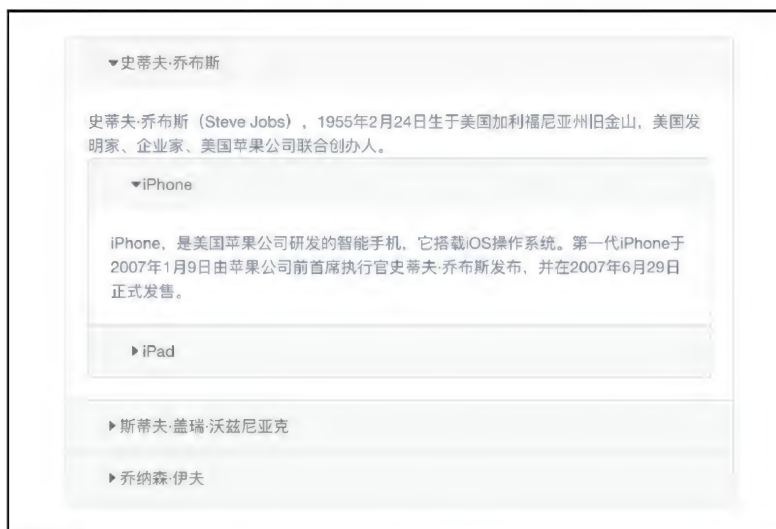 ▼史蒂夫·乔布斯
史蒂夫·乔布斯（Steve Jobs），1955年2月24日生于美国加利福尼亚州旧金山，美国发
明家、企业家、美国苹果公司联合创办人。
▼iPhone
iPhone，是美国苹果公司研发的智能手机，它搭载iOS操作系统。第一代iPhone于
2007年1月9日由苹果公司前首席执行官史蒂夫·乔布斯发布，并在2007年6月29日
正式发售。
▶iPad
▶斯蒂夫·盖瑞·沃兹尼亚克
▶乔纳森·伊夫